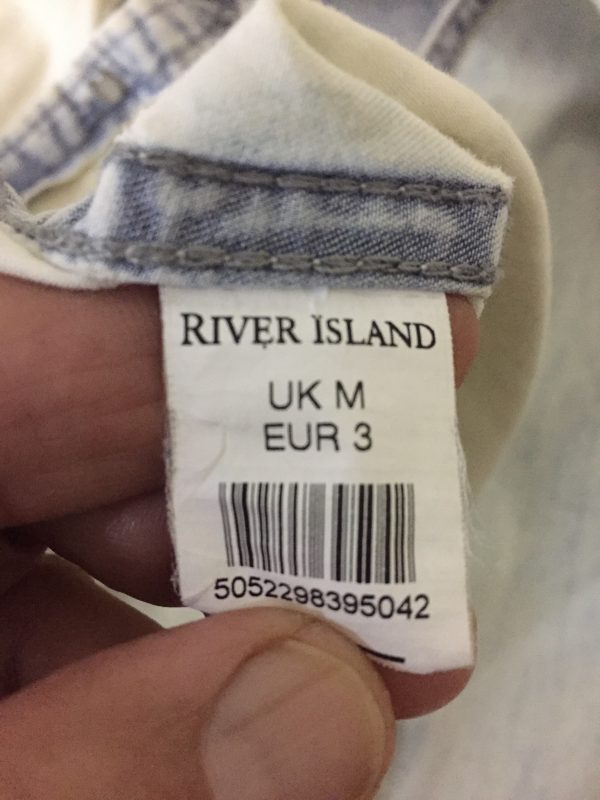 RIVER ISLAND
UK M
EUR 3
5052298395042